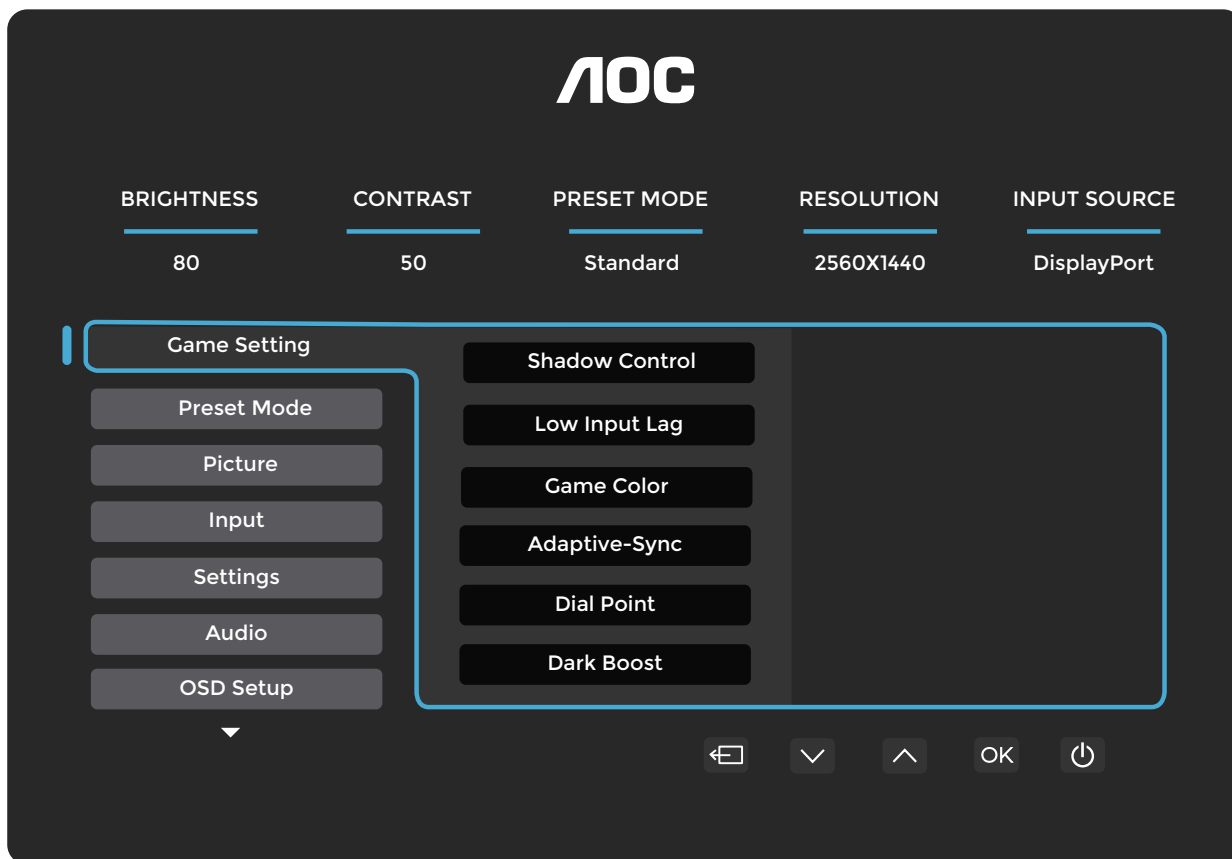 AOC
BRIGHTNESS CONTRAST PRESET MODE RESOLUTION INPUT SOURCE
80 50 Standard 2560X1440 DisplayPort
Game Setting
Preset Mode
Picture
Input
Settings
Audio
OSD Setup
Shadow Control
Low Input Lag
Game Color
Adaptive-Sync
Dial Point
Dark Boost
OK